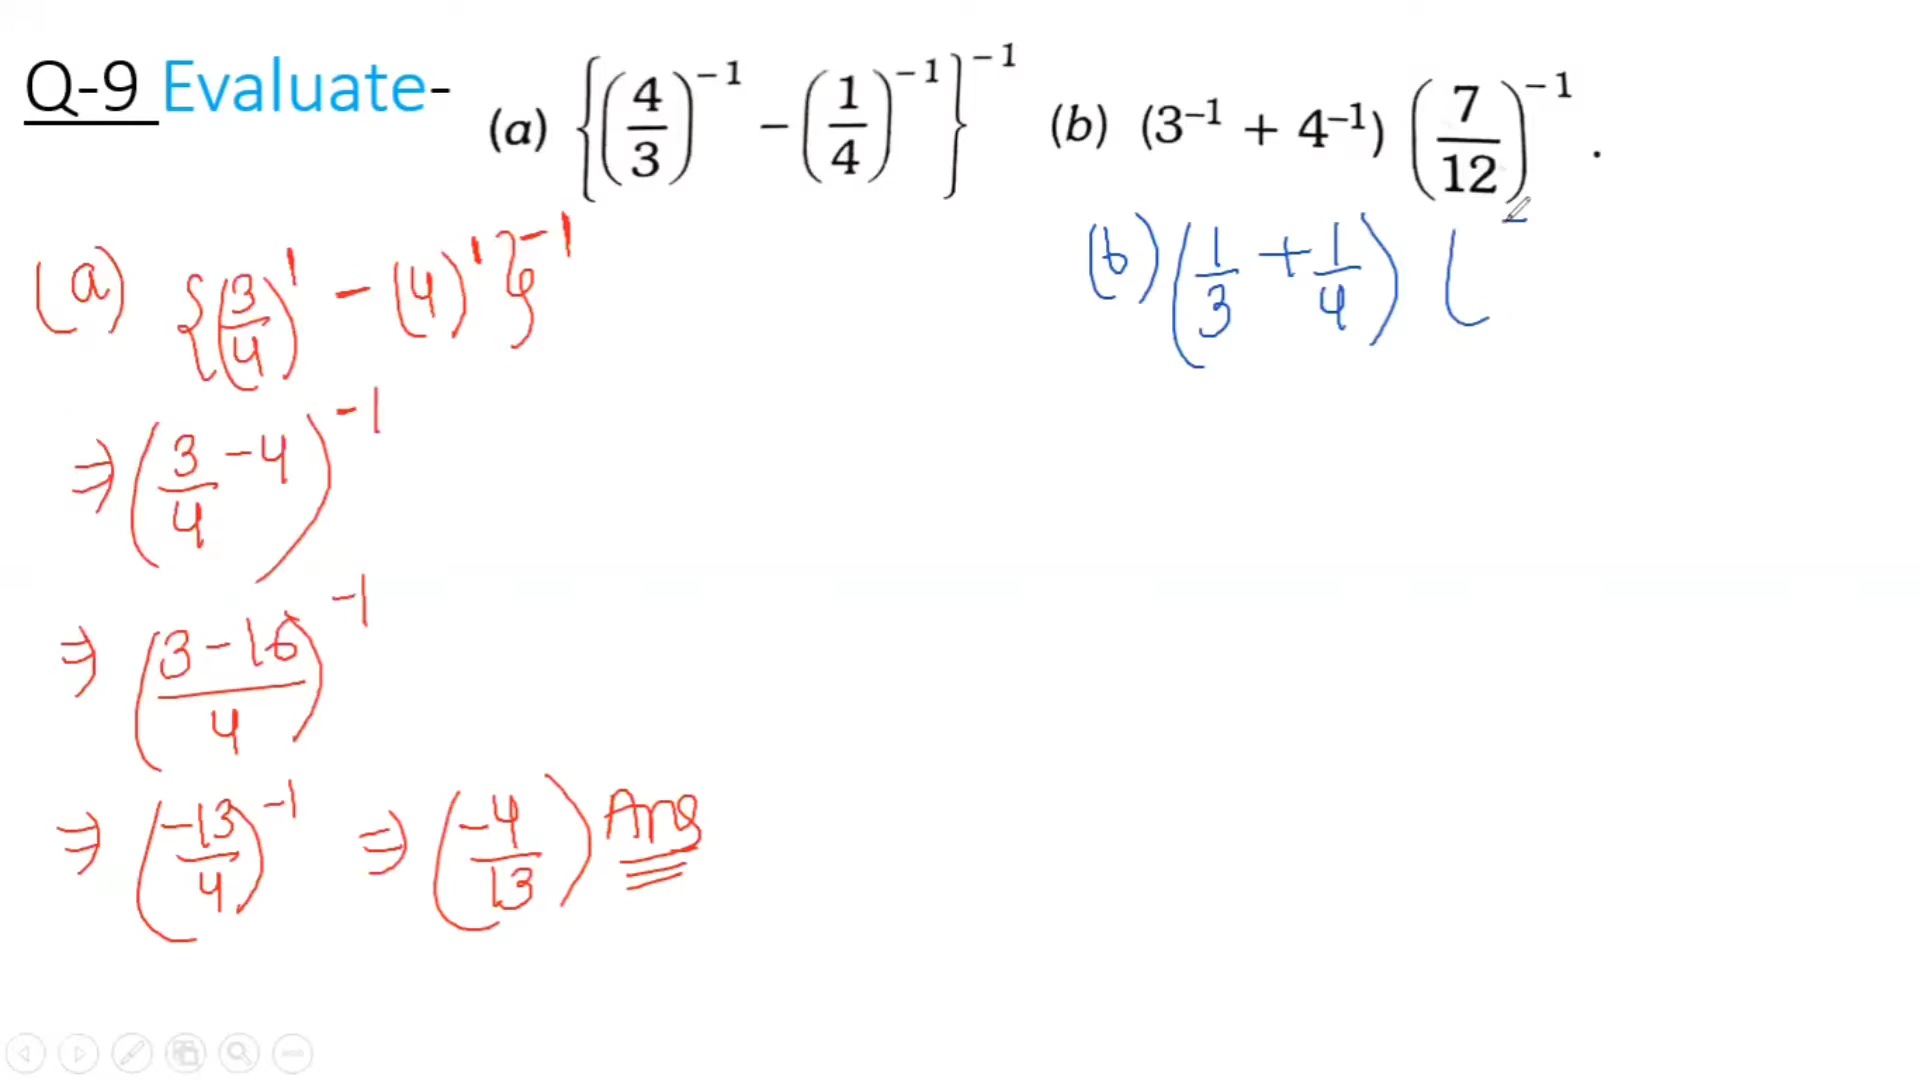 Q-9 Evaluate- (a) {(4/3)⁻¹ − (1/4)⁻¹}⁻¹ (b) (3⁻¹ + 4⁻¹) (7/12)⁻¹ .
(a) {(3/4)¹ − (4)¹}⁻¹
(b) (1/3 + 1/4) (
⇒ (3/4 − 4)⁻¹
⇒ ((3 − 16)/4)⁻¹
⇒ (−13/4)⁻¹ ⇒ (−4/13) Ans